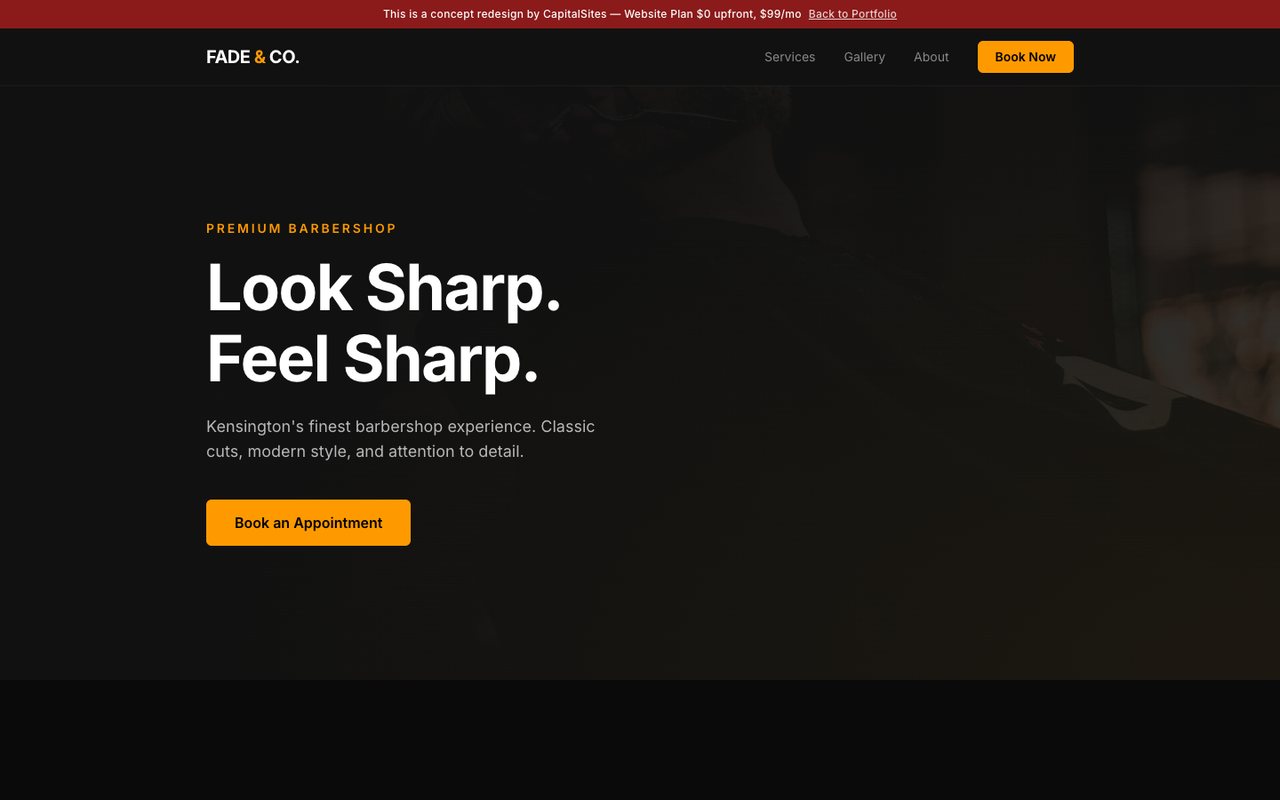 This is a concept redesign by CapitalSites — Website Plan $0 upfront, $99/mo Back to Portfolio
FADE & CO. Services Gallery About Book Now
PREMIUM BARBERSHOP
Look Sharp.
Feel Sharp.
Kensington's finest barbershop experience. Classic
cuts, modern style, and attention to detail.
Book an Appointment